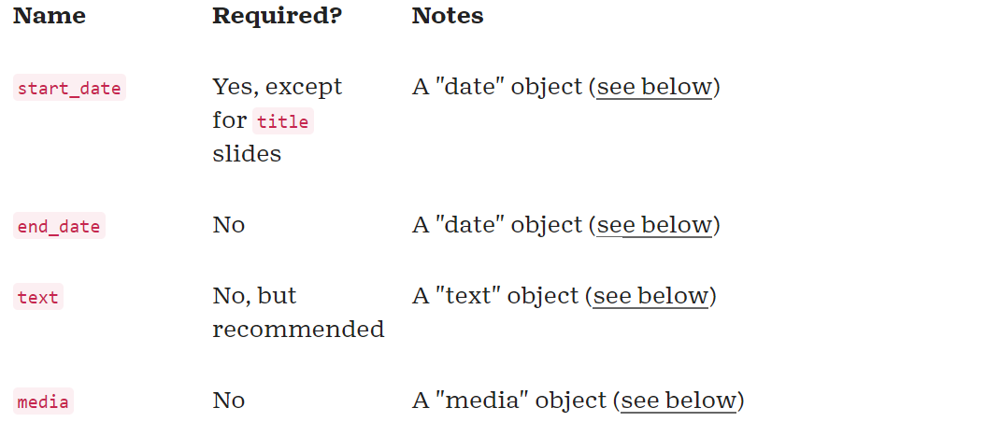 Name Required? Notes
start_date Yes, except A "date" object (see below)
for title
slides
end_date No A "date" object (see below)
text No, but A "text" object (see below)
recommended
media No A "media" object (see below)